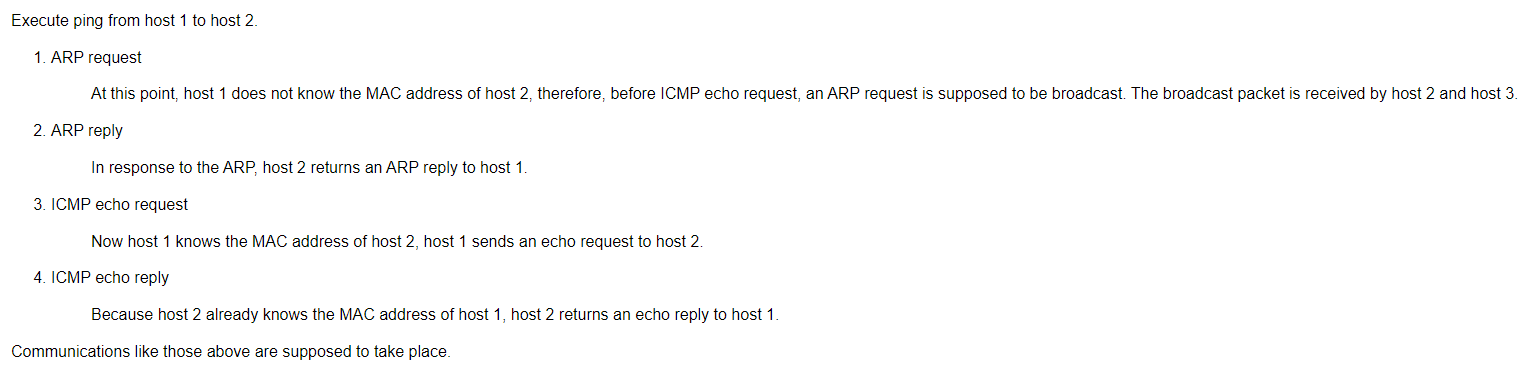 Execute ping from host 1 to host 2.
1. ARP request
At this point, host 1 does not know the MAC address of host 2, therefore, before ICMP echo request, an ARP request is supposed to be broadcast. The broadcast packet is received by host 2 and host 3.
2. ARP reply
In response to the ARP, host 2 returns an ARP reply to host 1.
3. ICMP echo request
Now host 1 knows the MAC address of host 2, host 1 sends an echo request to host 2.
4. ICMP echo reply
Because host 2 already knows the MAC address of host 1, host 2 returns an echo reply to host 1.
Communications like those above are supposed to take place.